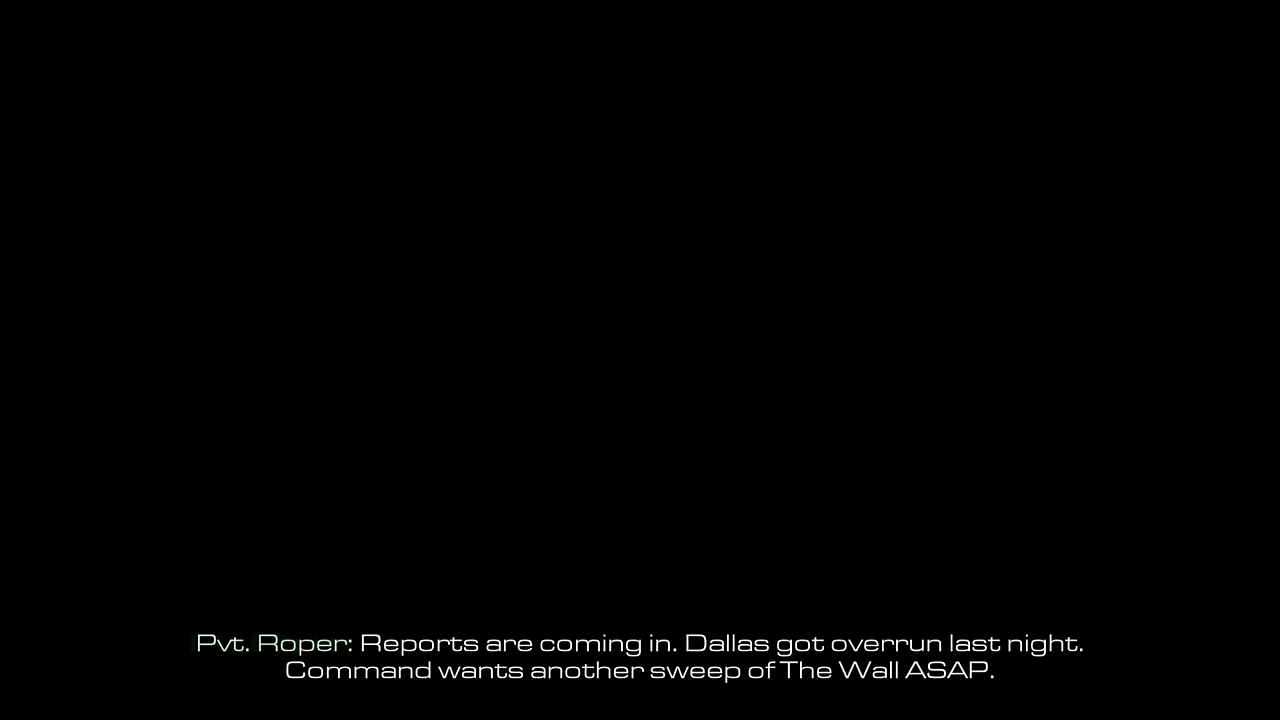 Pvt. Roper: Reports are coming in. Dallas got overrun last night.
Command wants another sweep of The Wall ASAP.